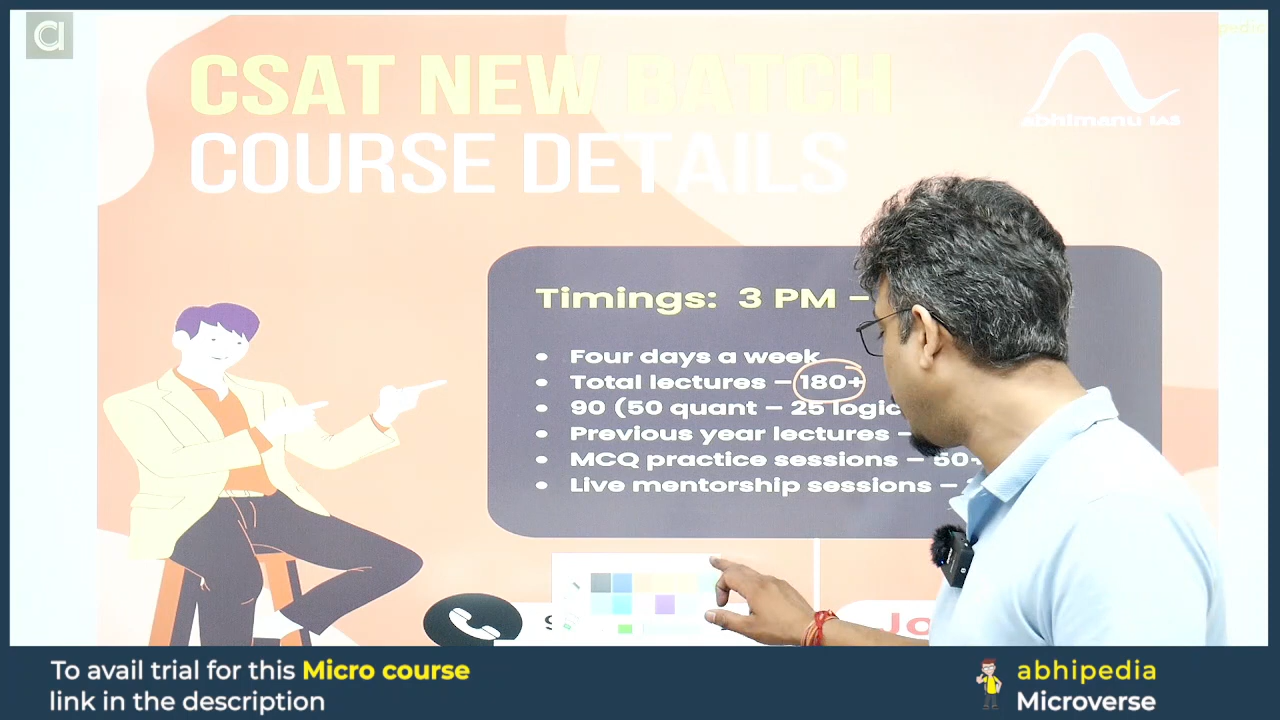 CSAT NEW BATCH
COURSE DETAILS
abhimanu IAS
Timings: 3 PM –
• Four days a week
• Total lectures – 180+
• 90 (50 quant – 25 logic
• Previous year lectures –
• MCQ practice sessions – 50+
• Live mentorship sessions –
To avail trial for this Micro course
link in the description
abhipedia
Microverse